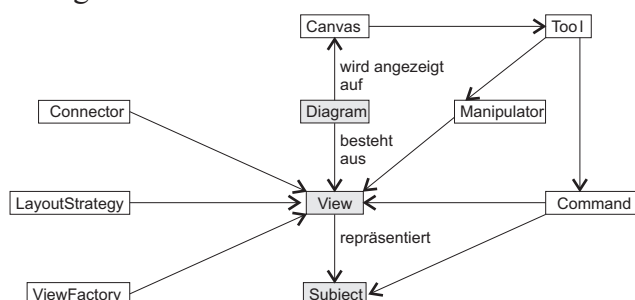 Canvas
Tool
wird angezeigt
auf
Connector
Diagram
Manipulator
besteht
aus
LayoutStrategy
View
Command
repräsentiert
ViewFactory
Subject